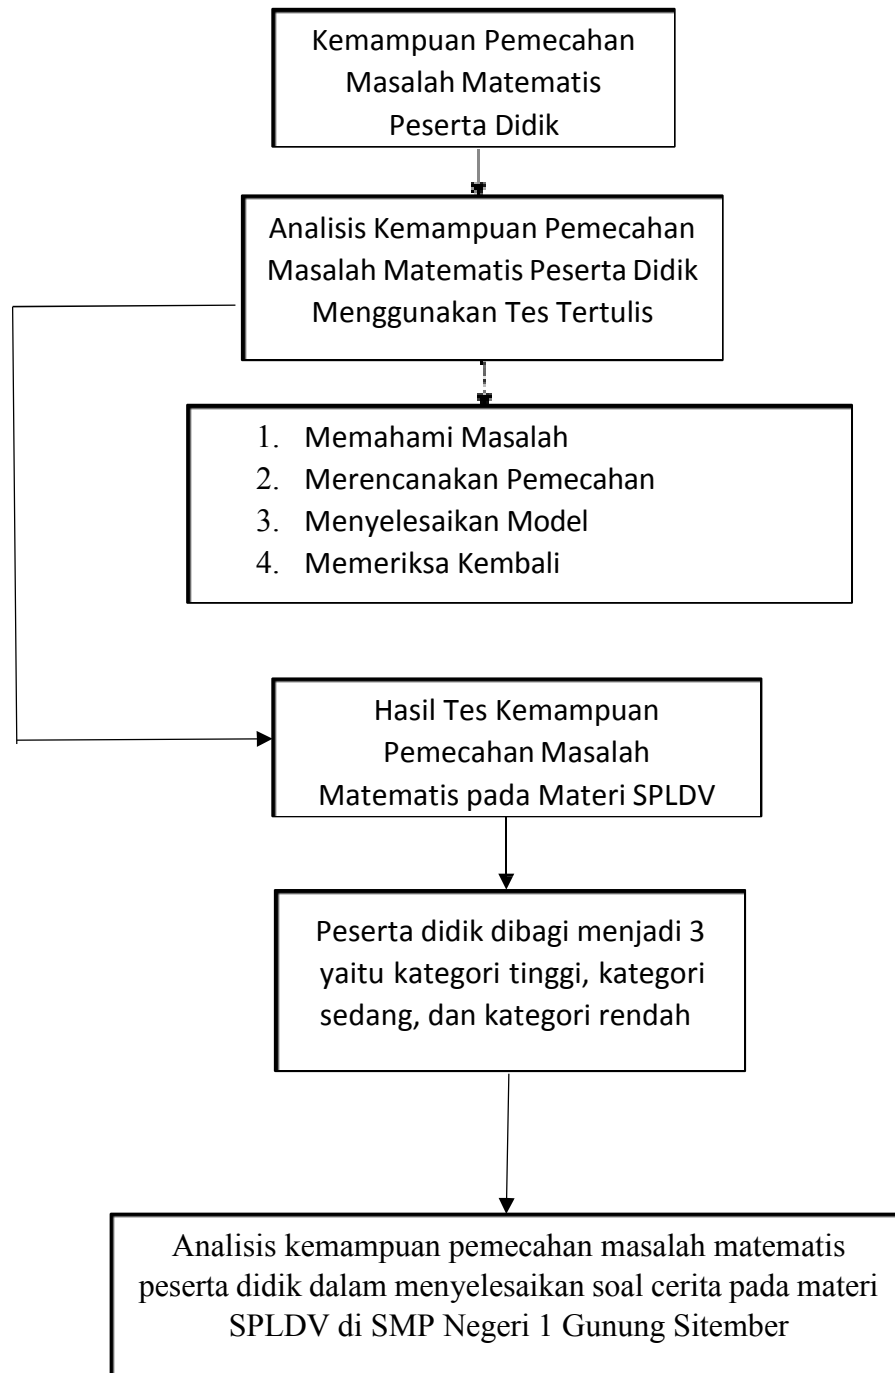 Kemampuan Pemecahan
Masalah Matematis
Peserta Didik
Analisis Kemampuan Pemecahan
Masalah Matematis Peserta Didik
Menggunakan Tes Tertulis
1. Memahami Masalah
2. Merencanakan Pemecahan
3. Menyelesaikan Model
4. Memeriksa Kembali
Hasil Tes Kemampuan
Pemecahan Masalah
Matematis pada Materi SPLDV
Peserta didik dibagi menjadi 3
yaitu kategori tinggi, kategori
sedang, dan kategori rendah
Analisis kemampuan pemecahan masalah matematis
peserta didik dalam menyelesaikan soal cerita pada materi
SPLDV di SMP Negeri 1 Gunung Sitember